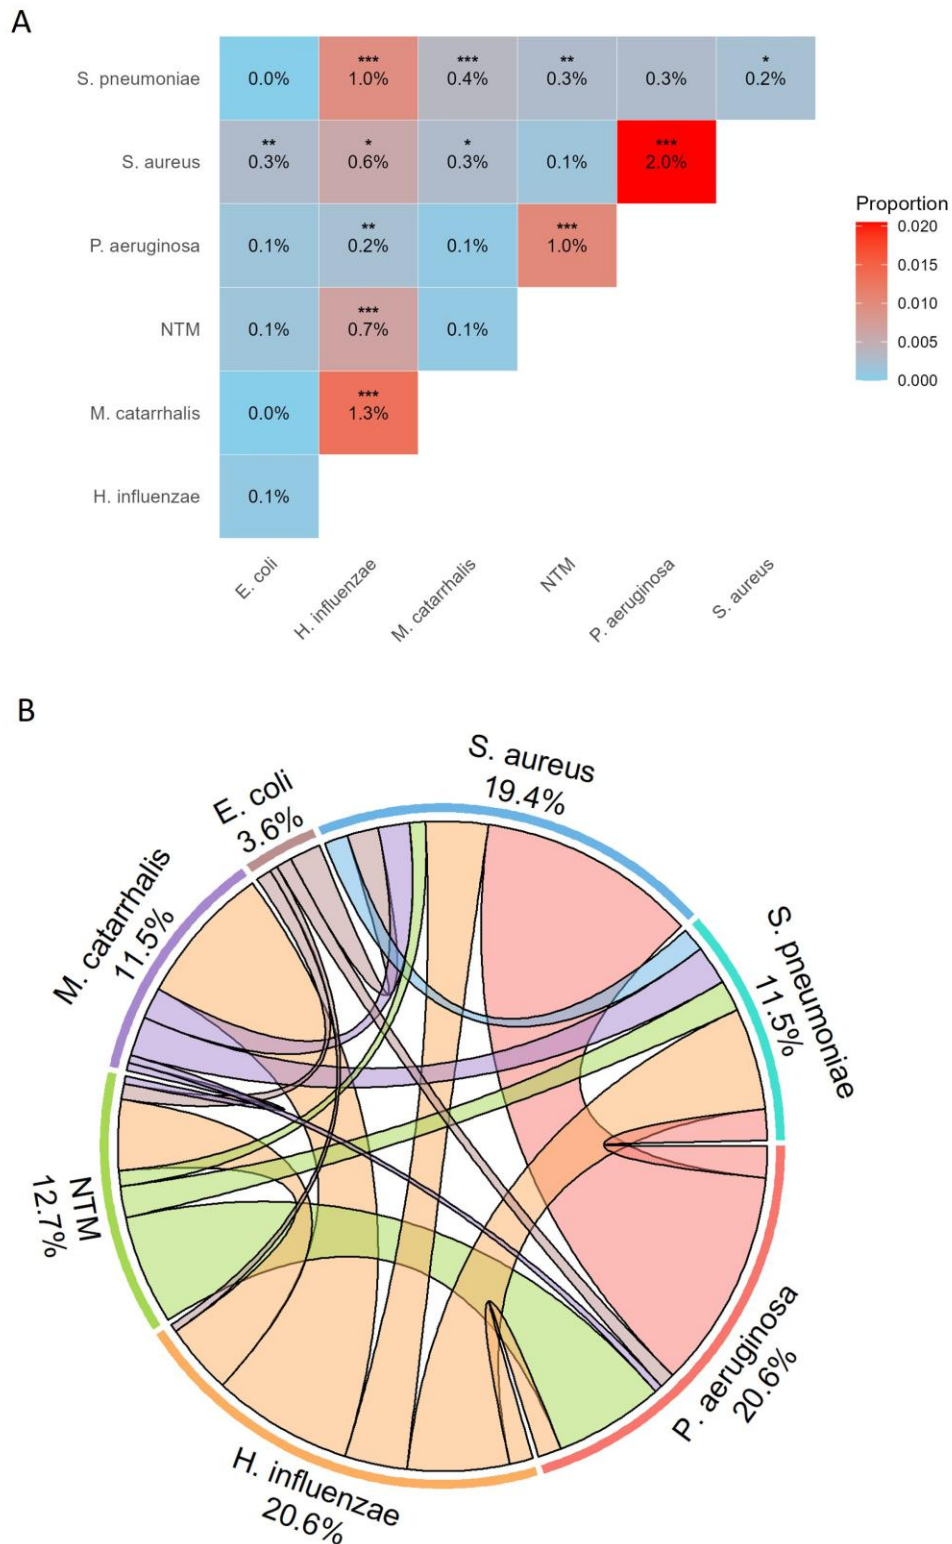 A
*** *** ** *
S. pneumoniae 0.0% 1.0% 0.4% 0.3% 0.3% 0.2%
** * * ***
S. aureus 0.3% 0.6% 0.3% 0.1% 2.0%
** ***
P. aeruginosa 0.1% 0.2% 0.1% 1.0%
***
NTM 0.1% 0.7% 0.1%
***
M. catarrhalis 0.0% 1.3%
H. influenzae 0.1%
E. coli H. influenzae M. catarrhalis NTM P. aeruginosa S. aureus
Proportion
0.020
0.015
0.010
0.005
0.000
B
S. aureus
19.4%
E. coli
3.6%
M. catarrhalis
11.5%
S. pneumoniae
11.5%
NTM
12.7%
P. aeruginosa
20.6%
H. influenzae
20.6%